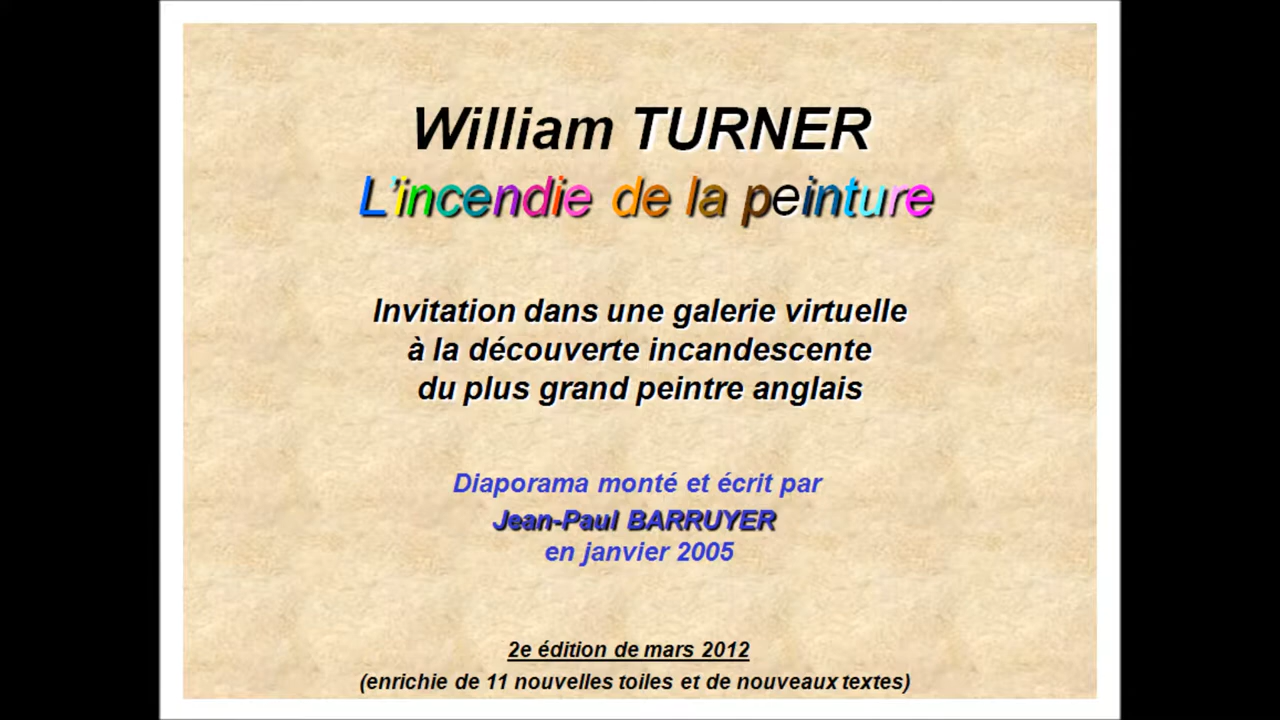 William TURNER
L'incendie de la peinture
Invitation dans une galerie virtuelle
à la découverte incandescente
du plus grand peintre anglais
Diaporama monté et écrit par
Jean-Paul BARRUYER
en janvier 2005
2e édition de mars 2012
(enrichie de 11 nouvelles toiles et de nouveaux textes)